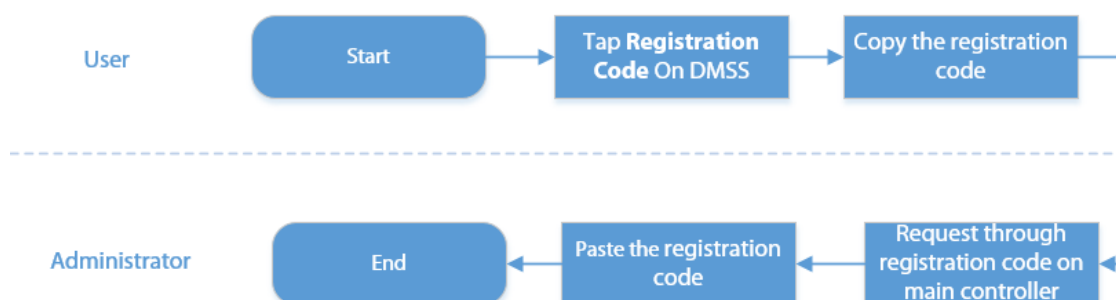 User
Start
Tap Registration
Code On DMSS
Copy the registration
code
Administrator
End
Paste the registration
code
Request through
registration code on
main controller